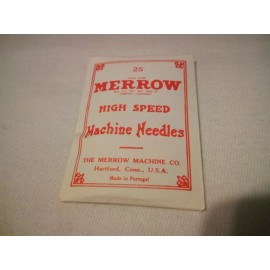 25
MERROW
HIGH SPEED
Machine Needles
THE MERROW MACHINE CO.
Hartford, Conn., U.S.A.
Made in Portugal